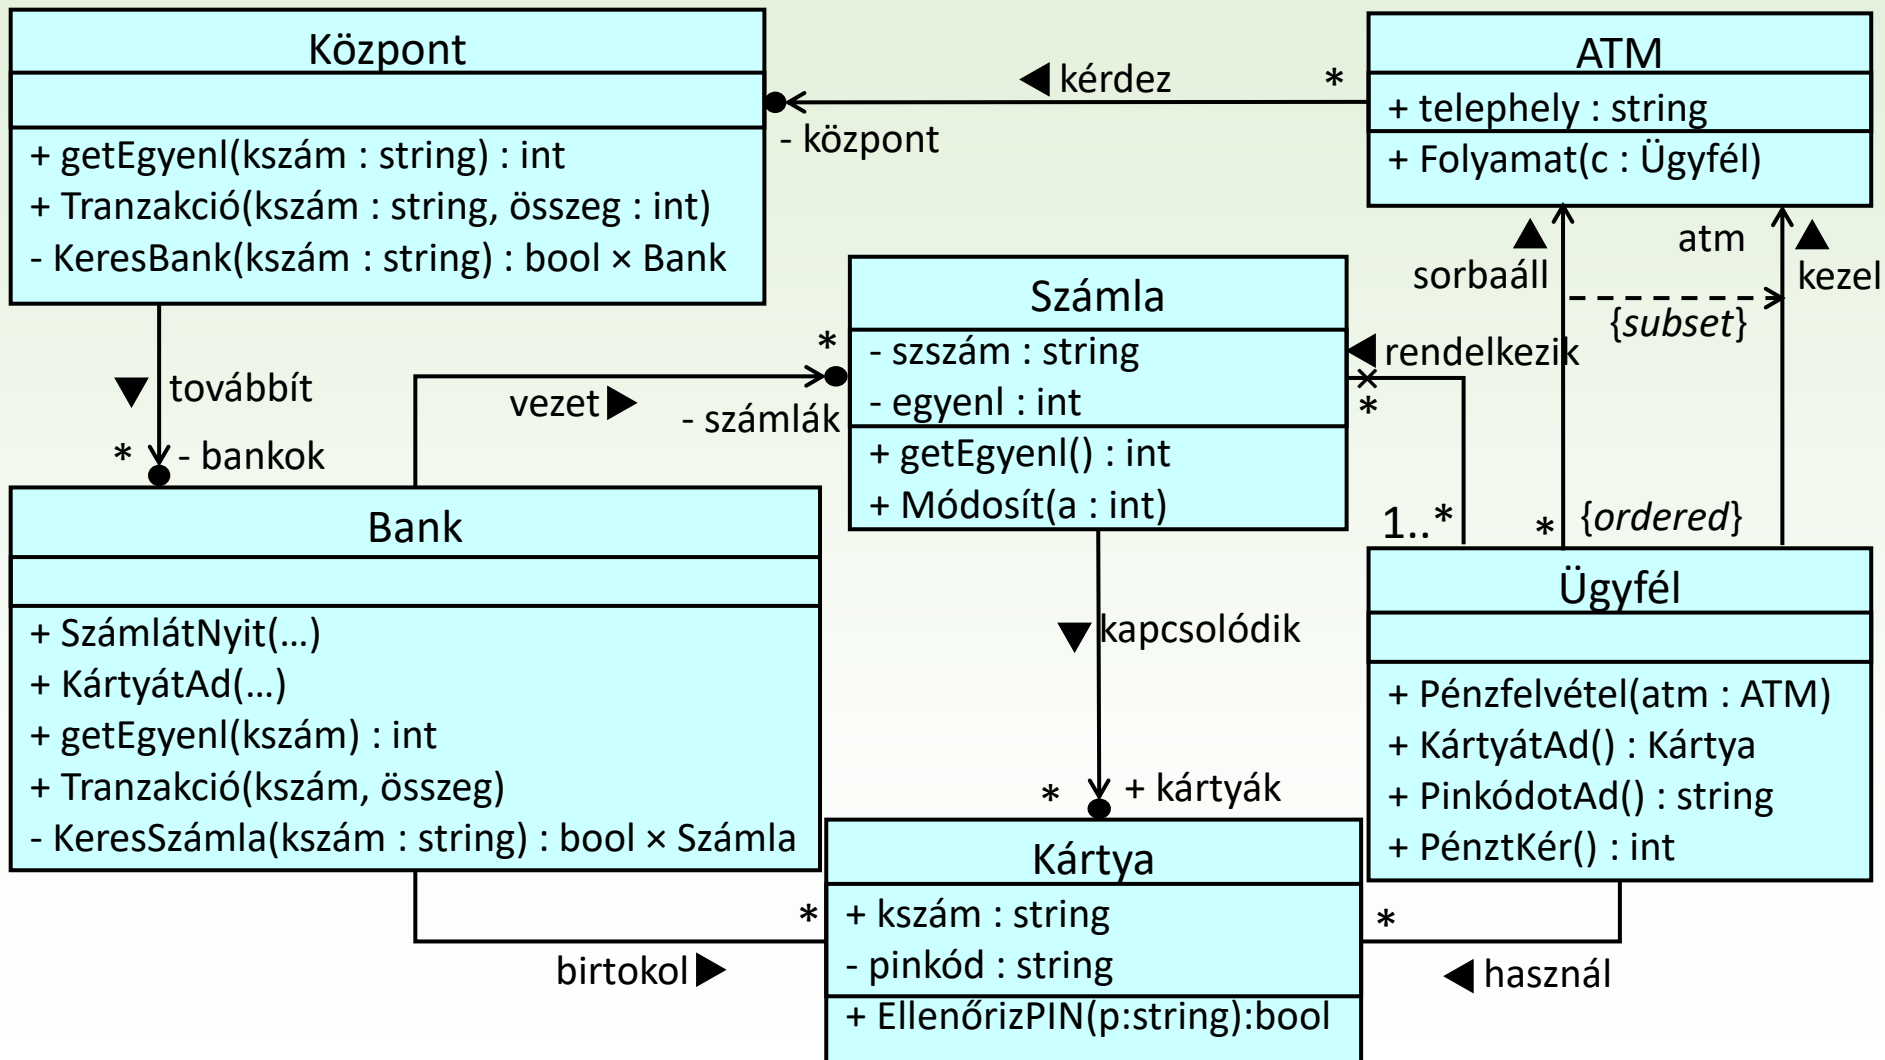 Központ
+ getEgyenl(kszám : string) : int
+ Tranzakció(kszám : string, összeg : int)
- KeresBank(kszám : string) : bool × Bank
◀ kérdez
*
- központ
ATM
+ telephely : string
+ Folyamat(c : Ügyfél)
▲
sorbaáll
atm ▲
kezel
{subset}
▼ továbbít
* - bankok
vezet ▶
*
- számlák
Számla
- szszám : string
- egyenl : int
+ getEgyenl() : int
+ Módosít(a : int)
◀ rendelkezik
*
1..*
* {ordered}
Bank
+ SzámlátNyit(...)
+ KártyátAd(...)
+ getEgyenl(kszám) : int
+ Tranzakció(kszám, összeg)
- KeresSzámla(kszám : string) : bool × Számla
▼ kapcsolódik
* + kártyák
Ügyfél
+ Pénzfelvétel(atm : ATM)
+ KártyátAd() : Kártya
+ PinkódotAd() : string
+ PénztKér() : int
*
birtokol ▶
Kártya
+ kszám : string
- pinkód : string
+ EllenőrizPIN(p:string):bool
*
◀ használ